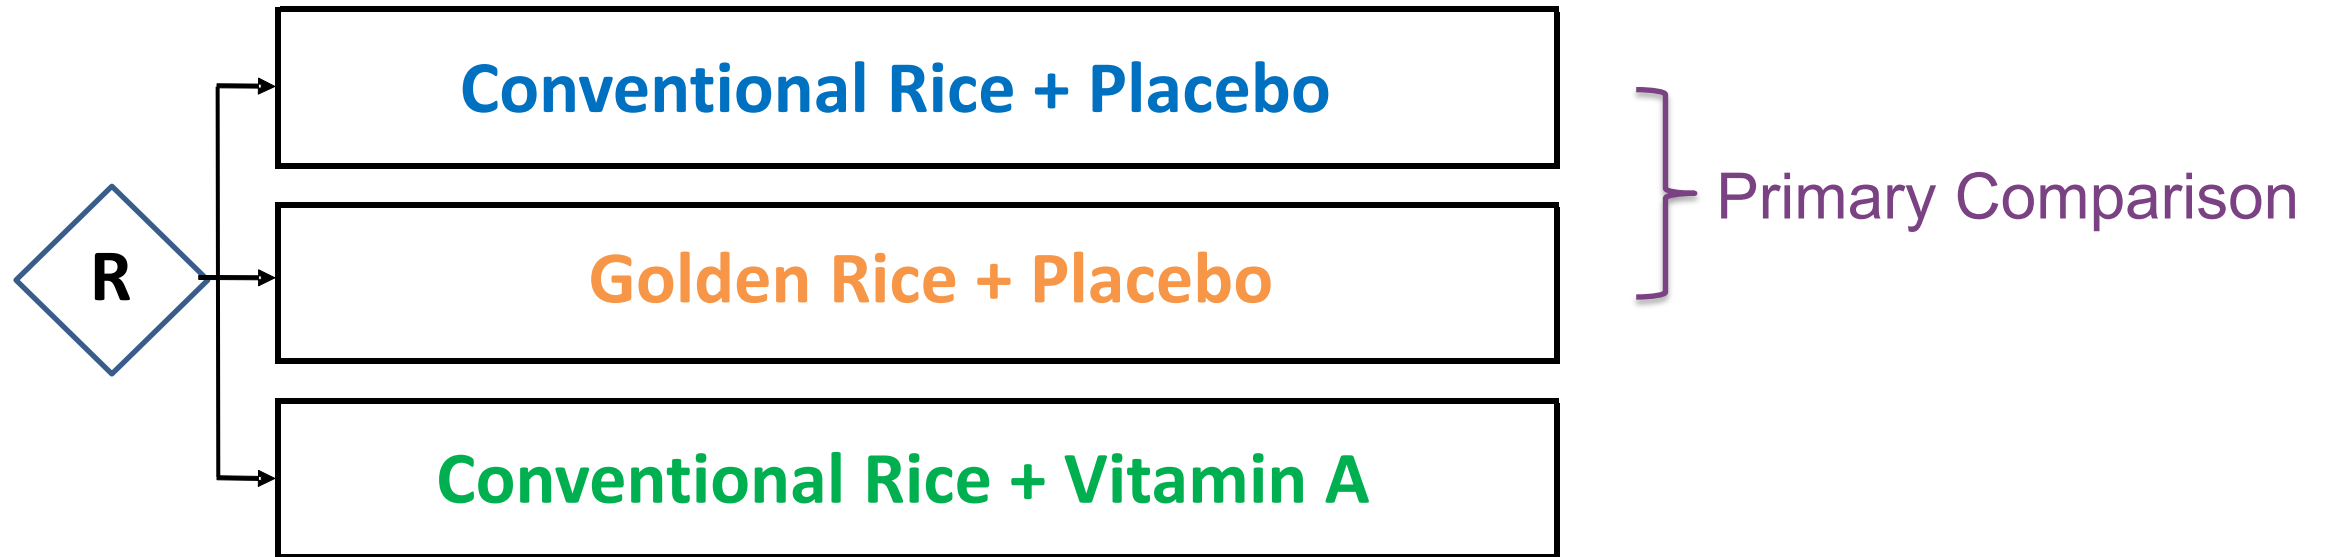 Conventional Rice + Placebo
Primary Comparison
R
Golden Rice + Placebo
Conventional Rice + Vitamin A